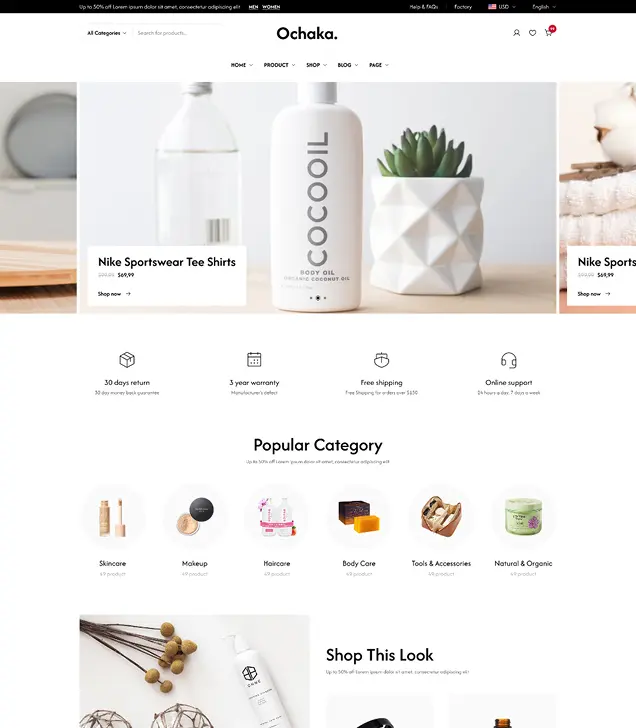 Up to 50% off Lorem ipsum dolor sit amet, consectetur adipiscing elit MEN WOMEN Help & FAQs Factory USD English
All Categories Search for products... Ochaka.
HOME PRODUCT SHOP BLOG PAGE
COCOOIL
BODY OIL
ORGANIC COCONUT OIL
Nike Sportswear Tee Shirts
$99,99 $69,99
Shop now
Nike Sports
$99,99 $69,99
Shop now
30 days return 3 year warranty Free shipping Online support
30 day money back guarantee Manufacturer's defect Free Shipping for orders over $150 24 hours a day, 7 days a week
Popular Category
Up to 50% off Lorem ipsum dolor sit amet, consectetur adipiscing elit
Skincare Makeup Haircare Body Care Tools & Accessories Natural & Organic
49 product 49 product 49 product 49 product 49 product 49 product
Shop This Look
Up to 50% off Lorem ipsum dolor sit amet, consectetur adipiscing elit